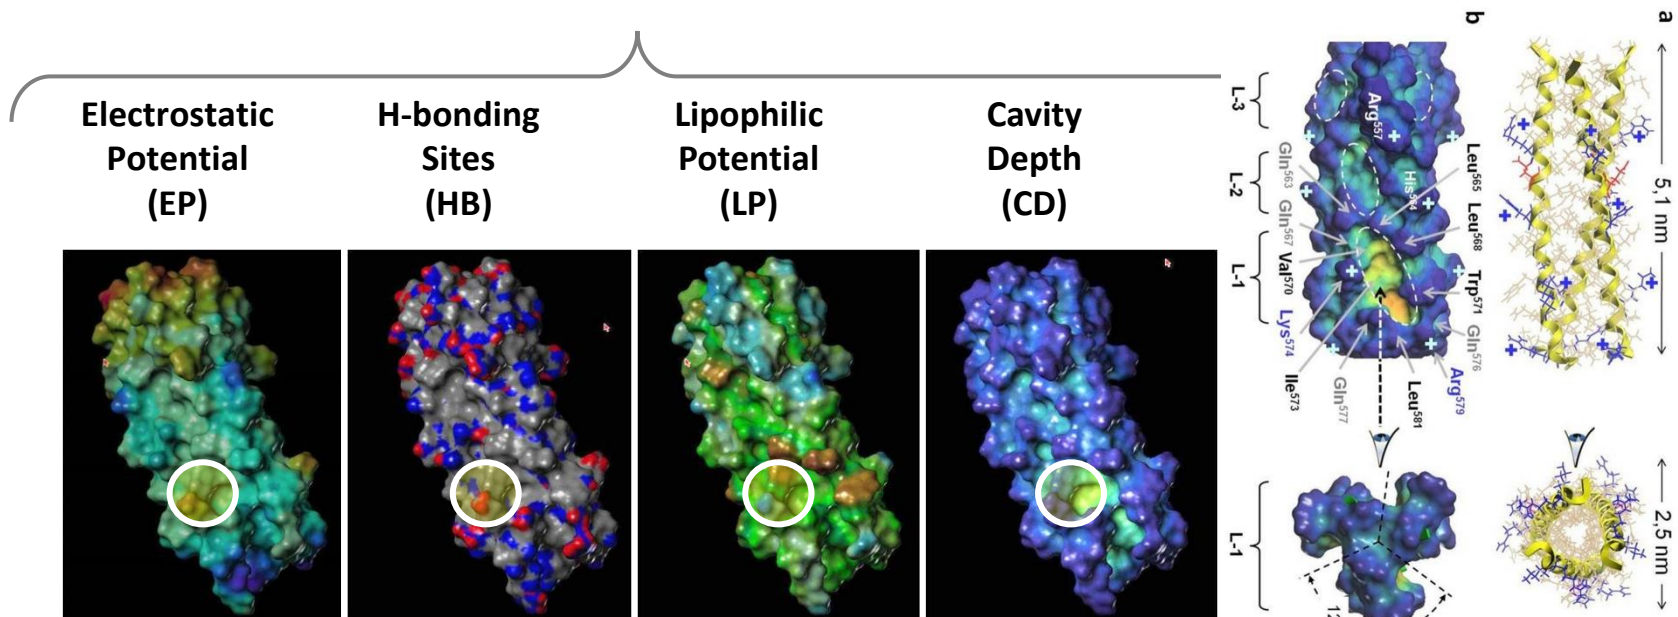 Electrostatic
Potential
(EP)
H-bonding
Sites
(HB)
Lipophilic
Potential
(LP)
Cavity
Depth
(CD)
a
5,1 nm
2,5 nm
b
L-3
L-2
L-1
Arg557
His564
Gln563
Gln567
Val570
Lys574
Ile573
Gln577
Leu581
Arg579
Gln576
Trp571
Leu568
Leu565
L-1